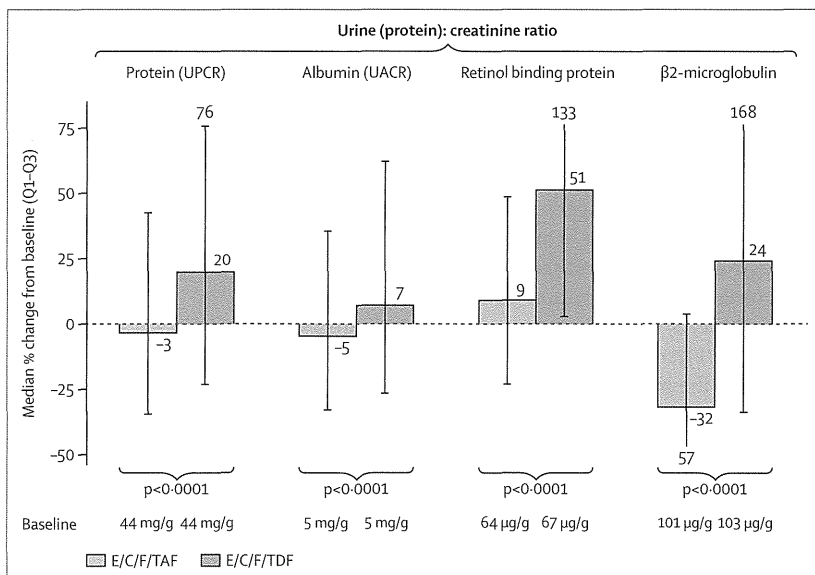 Urine (protein): creatinine ratio
Protein (UPCR) Albumin (UACR) Retinol binding protein β2-microglobulin
76 133 168
75
50
25
0
−25
−50
Median % change from baseline (Q1–Q3)
−3 20 −5 7 9 51 −32 24
57
p<0·0001 p<0·0001 p<0·0001 p<0·0001
Baseline 44 mg/g 44 mg/g 5 mg/g 5 mg/g 64 µg/g 67 µg/g 101 µg/g 103 µg/g
E/C/F/TAF E/C/F/TDF